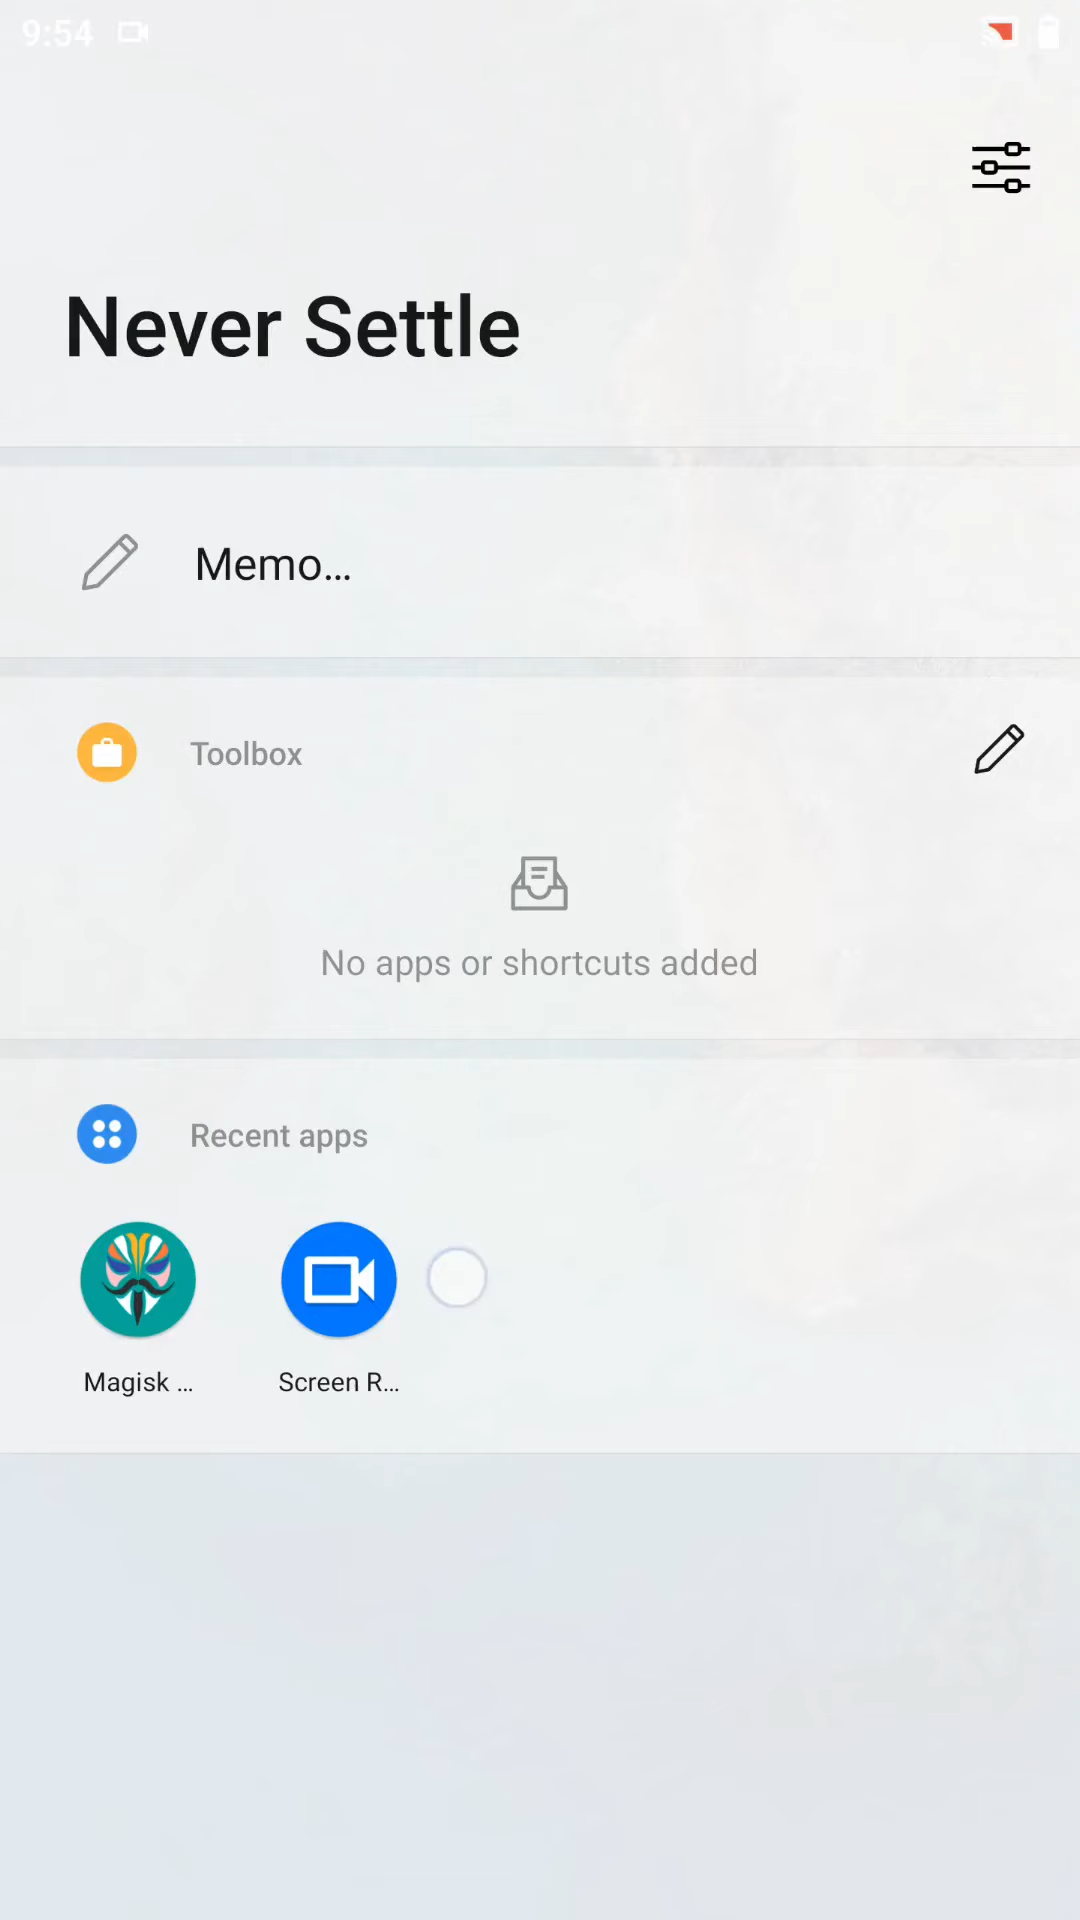 9:54
Never Settle
Memo...
Toolbox
No apps or shortcuts added
Recent apps
Magisk ...
Screen R...